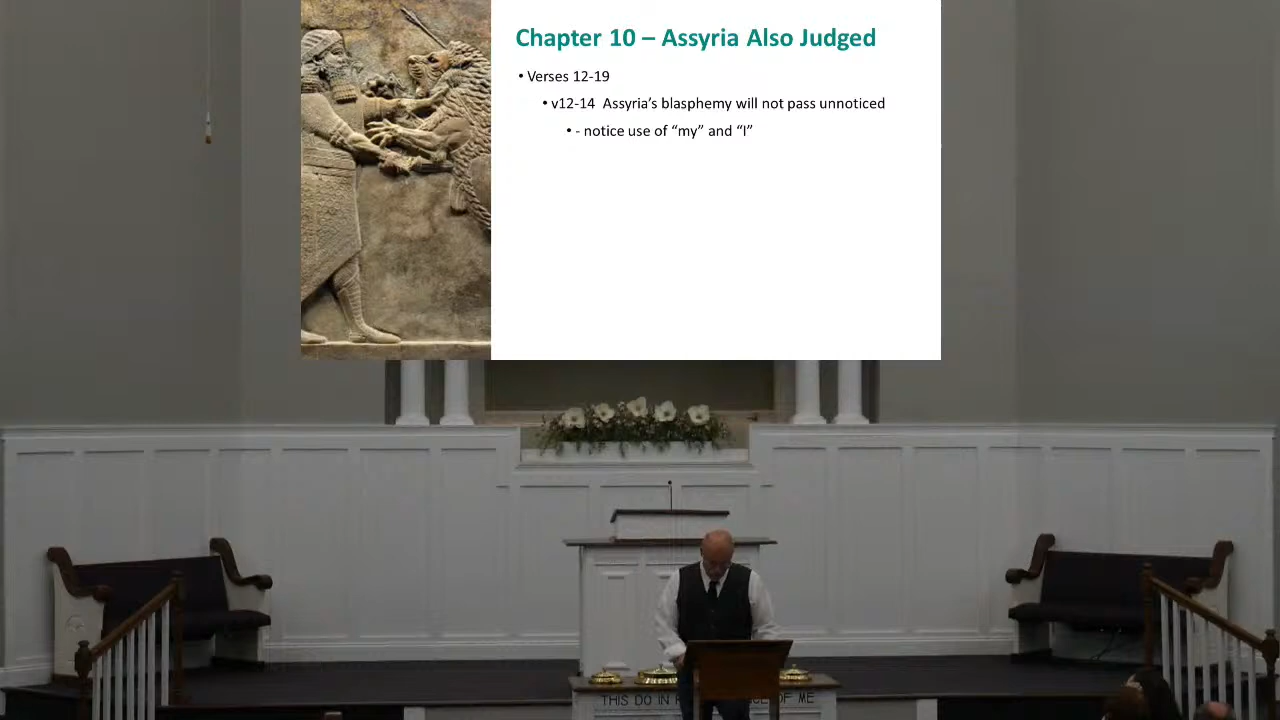 Chapter 10 – Assyria Also Judged
• Verses 12-19
• v12-14 Assyria's blasphemy will not pass unnoticed
• - notice use of “my” and “I”
THIS DO IN OF ME